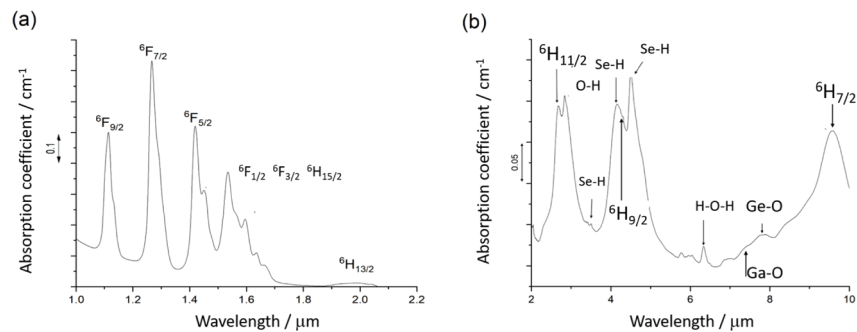 (a)
⁶F₇/₂
⁶F₉/₂
⁶F₅/₂
⁶F₁/₂ ⁶F₃/₂ ⁶H₁₅/₂
⁶H₁₃/₂
0.1
Absorption coefficient / cm⁻¹
1.0 1.2 1.4 1.6 1.8 2.0 2.2
Wavelength / μm
(b)
Se-H
⁶H₁₁/₂
Se-H
O-H
⁶H₇/₂
Se-H
⁶H₉/₂
H-O-H
Ge-O
Ga-O
0.05
Absorption coefficient / cm⁻¹
2 4 6 8 10
Wavelength / μm